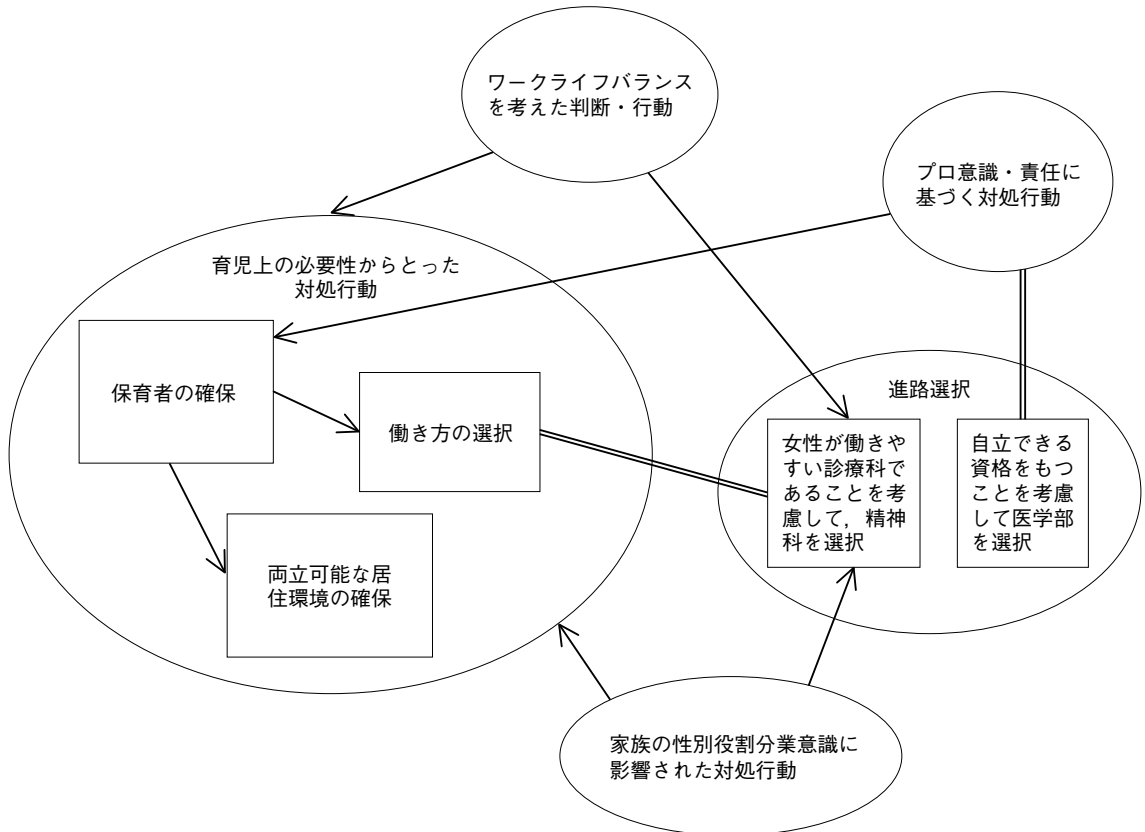 ワークライフバランス
を考えた判断・行動
プロ意識・責任に
基づく対処行動
育児上の必要性からとった
対処行動
保育者の確保
働き方の選択
両立可能な居
住環境の確保
進路選択
女性が働きや
すい診療科で
あることを考
慮して，精神
科を選択
自立できる
資格をもつ
ことを考慮
して医学部
を選択
家族の性別役割分業意識に
影響された対処行動